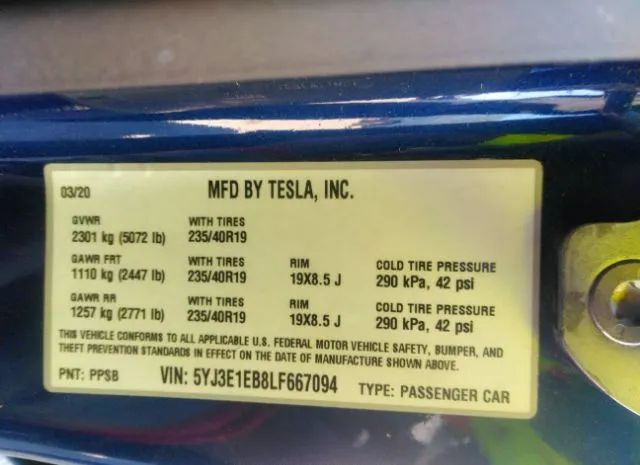 03/20 MFD BY TESLA, INC.
GVWR WITH TIRES
2301 kg (5072 lb) 235/40R19
GAWR FRT WITH TIRES RIM COLD TIRE PRESSURE
1110 kg (2447 lb) 235/40R19 19X8.5 J 290 kPa, 42 psi
GAWR RR WITH TIRES RIM COLD TIRE PRESSURE
1257 kg (2771 lb) 235/40R19 19X8.5 J 290 kPa, 42 psi
THIS VEHICLE CONFORMS TO ALL APPLICABLE U.S. FEDERAL MOTOR VEHICLE SAFETY, BUMPER, AND
THEFT PREVENTION STANDARDS IN EFFECT ON THE DATE OF MANUFACTURE SHOWN ABOVE.
PNT: PPSB VIN: 5YJ3E1EB8LF667094 TYPE: PASSENGER CAR